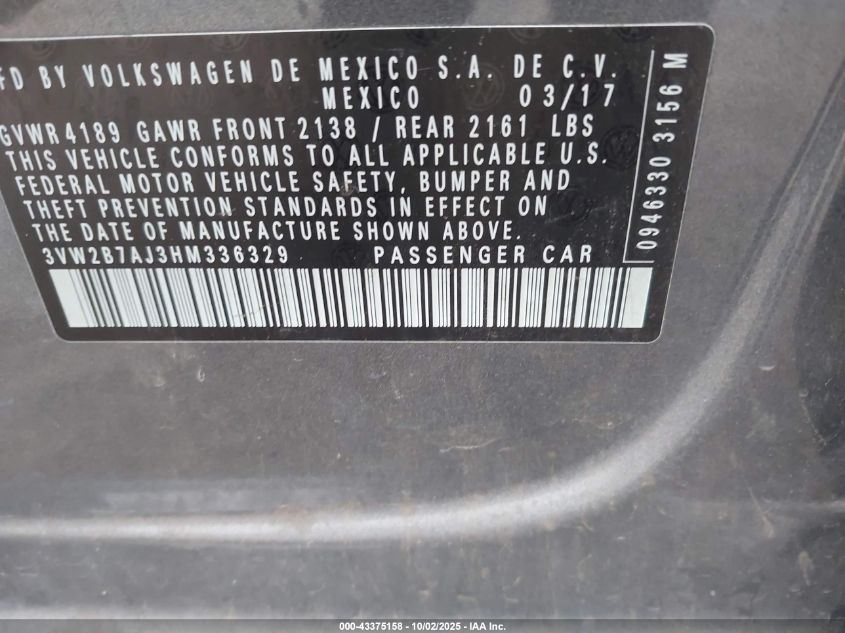 FD BY VOLKSWAGEN DE MEXICO S.A. DE C.V.
MEXICO 03/17
GVWR 4189 GAWR FRONT 2138 / REAR 2161 LBS
THIS VEHICLE CONFORMS TO ALL APPLICABLE U.S.
FEDERAL MOTOR VEHICLE SAFETY, BUMPER AND
THEFT PREVENTION STANDARDS IN EFFECT ON
THE DATE OF MANUFACTURE SHOWN ABOVE.
3VW2B7AJ3HM336329 PASSENGER CAR
0946330 3156 M
000-43375158 - 10/02/2025 - IAA Inc.